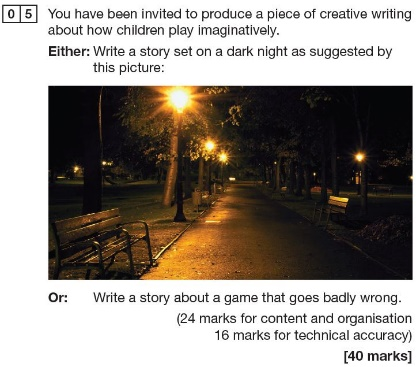 0 5 You have been invited to produce a piece of creative writing
about how children play imaginatively.
Either: Write a story set on a dark night as suggested by
this picture:
Or: Write a story about a game that goes badly wrong.
(24 marks for content and organisation
16 marks for technical accuracy)
[40 marks]